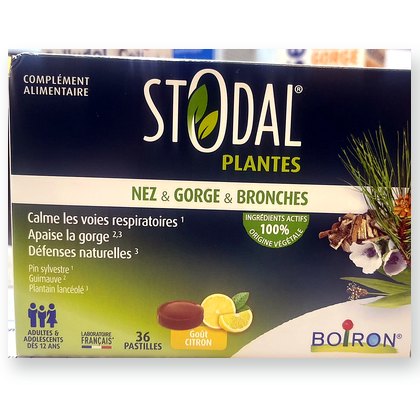 COMPLÉMENT
ALIMENTAIRE
STODAL®
PLANTES
NEZ & GORGE & BRONCHES
Calme les voies respiratoires ¹
Apaise la gorge ²,³
Défenses naturelles ³
INGRÉDIENTS ACTIFS
100%
ORIGINE VÉGÉTALE
Pin sylvestre ¹
Guimauve ²
Plantain lancéolé ³
ADULTES &
ADOLESCENTS
DÈS 12 ANS
LABORATOIRE
FRANÇAIS
36
PASTILLES
Goût
CITRON
BOIRON®